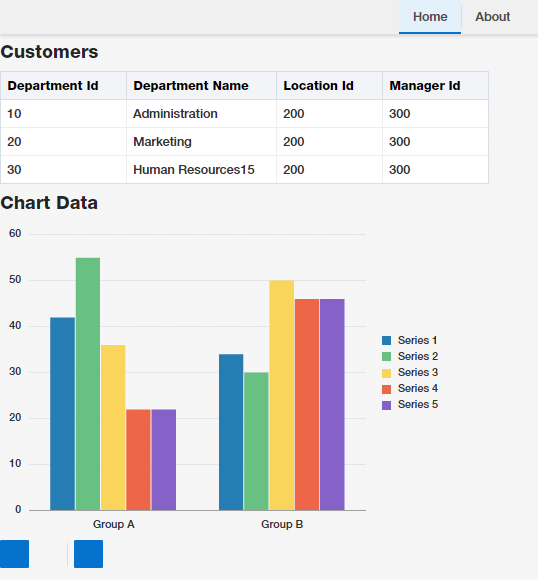 Home About
Customers
Department Id Department Name Location Id Manager Id
10 Administration 200 300
20 Marketing 200 300
30 Human Resources15 200 300
Chart Data
60
50
40
30
20
10
0
Group A Group B
Series 1
Series 2
Series 3
Series 4
Series 5